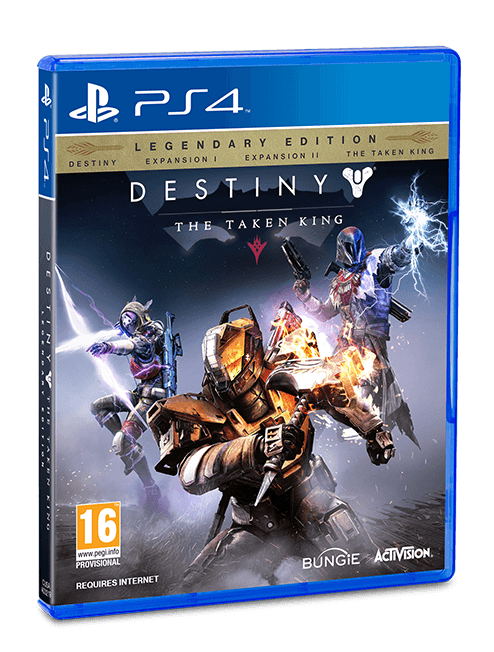 PS4
LEGENDARY EDITION
DESTINY EXPANSION I EXPANSION II THE TAKEN KING
DESTINY
THE TAKEN KING
16
www.pegi.info
PROVISIONAL
REQUIRES INTERNET
BUNGiE ACTIVISION
PS4
DESTINY THE TAKEN KING
LEGENDARY EDITION